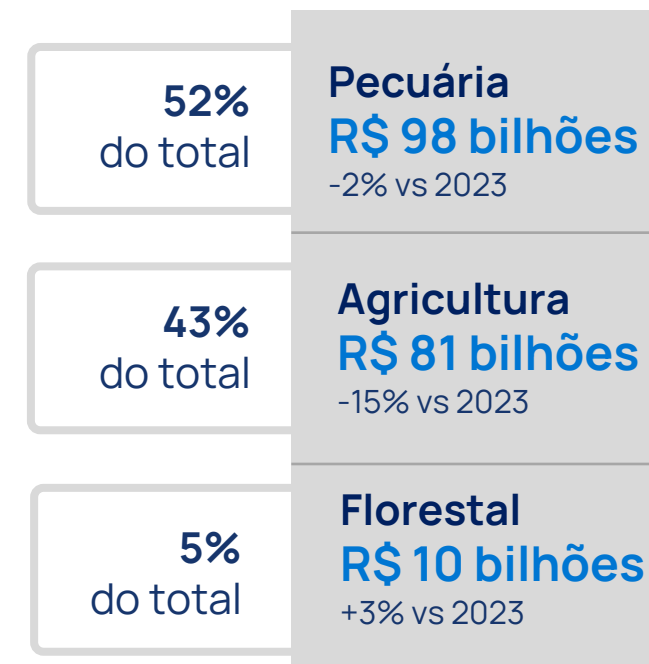 52%
do total
Pecuária
R$ 98 bilhões
-2% vs 2023
43%
do total
Agricultura
R$ 81 bilhões
-15% vs 2023
5%
do total
Florestal
R$ 10 bilhões
+3% vs 2023